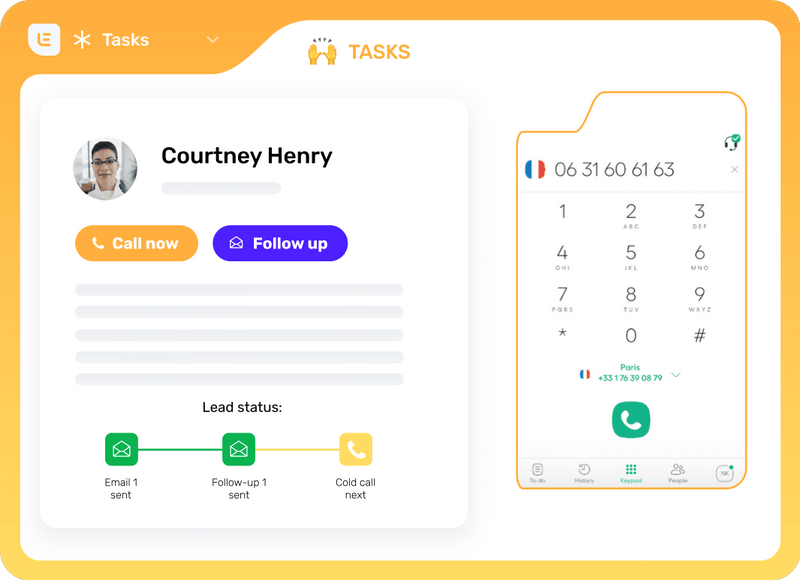 Tasks
TASKS
Courtney Henry
Call now
Follow up
Lead status:
Email 1
sent
Follow-up 1
sent
Cold call
next
06 31 60 61 63
1 2 3
ABC DEF
4 5 6
GHI JKL MNO
7 8 9
PQRS TUV WXYZ
* 0 #
Paris
+33 1 76 39 08 79
To-do History Keypad People NK